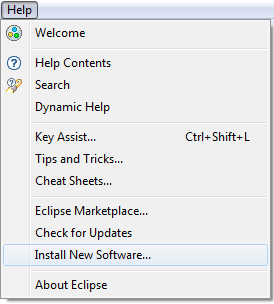 Help
Welcome
Help Contents
Search
Dynamic Help
Key Assist... Ctrl+Shift+L
Tips and Tricks...
Cheat Sheets...
Eclipse Marketplace...
Check for Updates
Install New Software...
About Eclipse